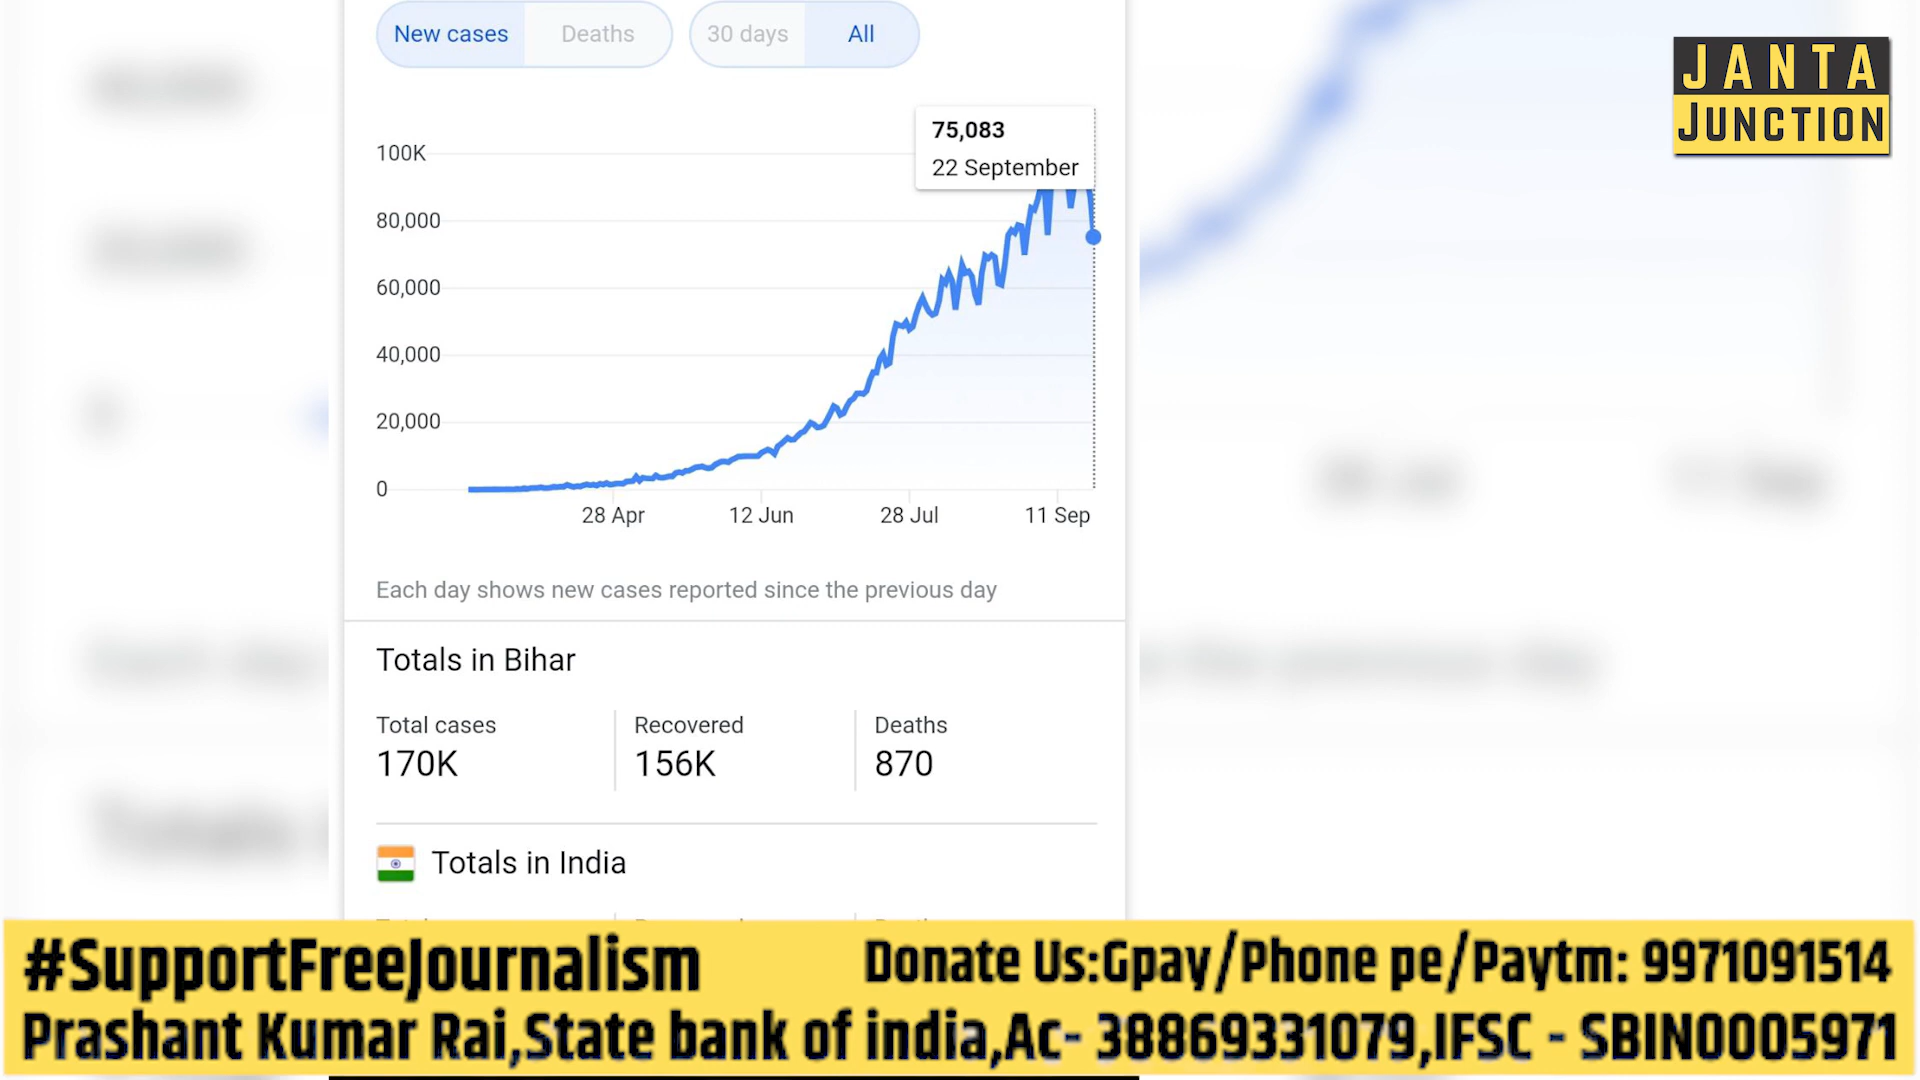 New cases Deaths 30 days All
JANTA
JUNCTION
75,083
22 September
100K
80,000
60,000
40,000
20,000
0
28 Apr 12 Jun 28 Jul 11 Sep
Each day shows new cases reported since the previous day
Totals in Bihar
Total cases Recovered Deaths
170K 156K 870
Totals in India
#SupportFreeJournalism Donate Us:Gpay/Phone pe/Paytm: 9971091514
Prashant Kumar Rai,State bank of india,Ac- 38869331079,IFSC - SBIN0005971